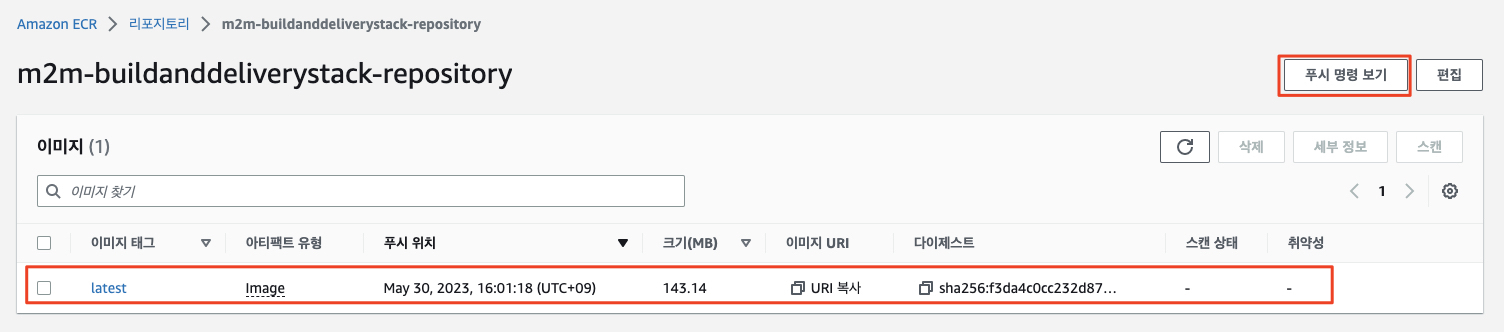 Amazon ECR > 리포지토리 > m2m-buildanddeliverystack-repository
m2m-buildanddeliverystack-repository
푸시 명령 보기 편집
이미지 (1)
삭제 세부 정보 스캔
이미지 찾기
1
이미지 태그 아티팩트 유형 푸시 위치 크기(MB) 이미지 URI 다이제스트 스캔 상태 취약성
latest Image May 30, 2023, 16:01:18 (UTC+09) 143.14 URI 복사 sha256:f3da4c0cc232d87... - -